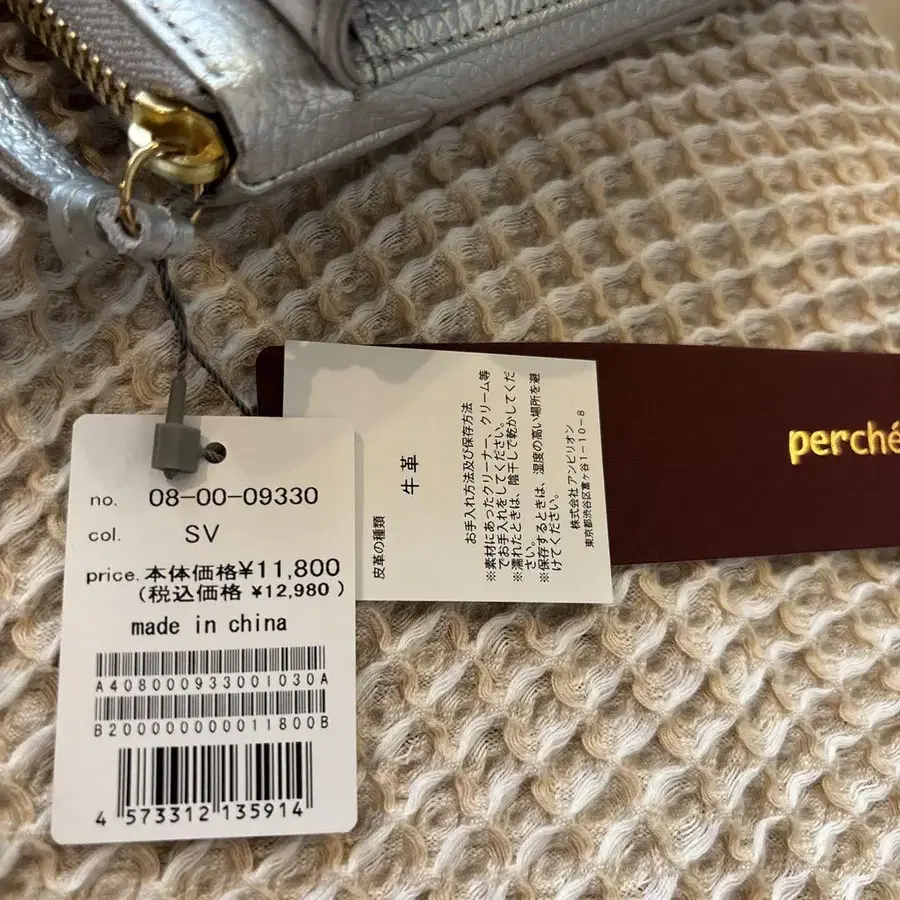 no. 08-00-09330
col. SV
price. 本体価格¥11,800
(税込価格 ¥12,980)
made in china
A408000933001030A
B2000000000011800B
4 573312 135914
皮革の種類
牛革
お手入れ方法及び保存方法
※素材にあったクリーナー、クリーム等
でお手入れをしてください。
※濡れたときは、陰干しで乾かしてくだ
さい。
※保存するときは、湿度の高い場所を避
けてください。
株式会社アンビリオン
東京都渋谷区富ヶ谷1-10-8
perché